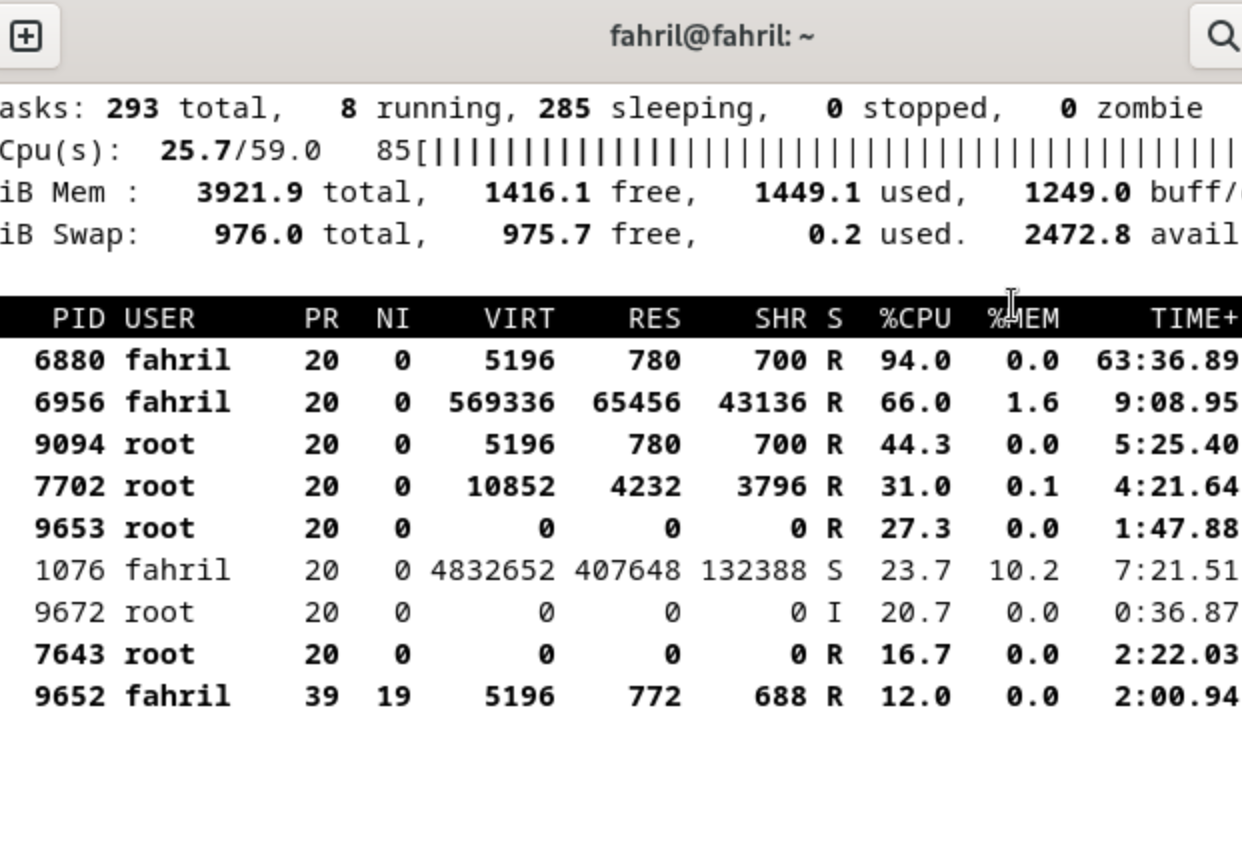 fahril@fahril: ~
asks: 293 total, 8 running, 285 sleeping, 0 stopped, 0 zombie
Cpu(s): 25.7/59.0 85[||||||||||||||||||||||||||||||||||||||||||||||
iB Mem : 3921.9 total, 1416.1 free, 1449.1 used, 1249.0 buff/
iB Swap: 976.0 total, 975.7 free, 0.2 used. 2472.8 avail
PID USER PR NI VIRT RES SHR S %CPU %MEM TIME+
6880 fahril 20 0 5196 780 700 R 94.0 0.0 63:36.89
6956 fahril 20 0 569336 65456 43136 R 66.0 1.6 9:08.95
9094 root 20 0 5196 780 700 R 44.3 0.0 5:25.40
7702 root 20 0 10852 4232 3796 R 31.0 0.1 4:21.64
9653 root 20 0 0 0 0 R 27.3 0.0 1:47.88
1076 fahril 20 0 4832652 407648 132388 S 23.7 10.2 7:21.51
9672 root 20 0 0 0 0 I 20.7 0.0 0:36.87
7643 root 20 0 0 0 0 R 16.7 0.0 2:22.03
9652 fahril 39 19 5196 772 688 R 12.0 0.0 2:00.94